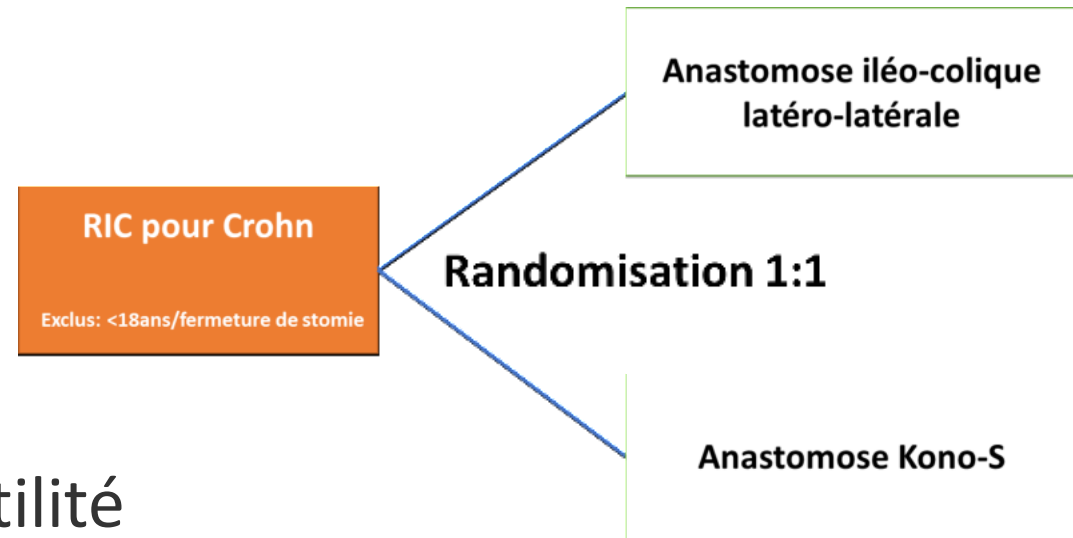 Anastomose iléo-colique
latéro-latérale
RIC pour Crohn
Exclus: <18ans/fermeture de stomie
Randomisation 1:1
Anastomose Kono-S
tilité